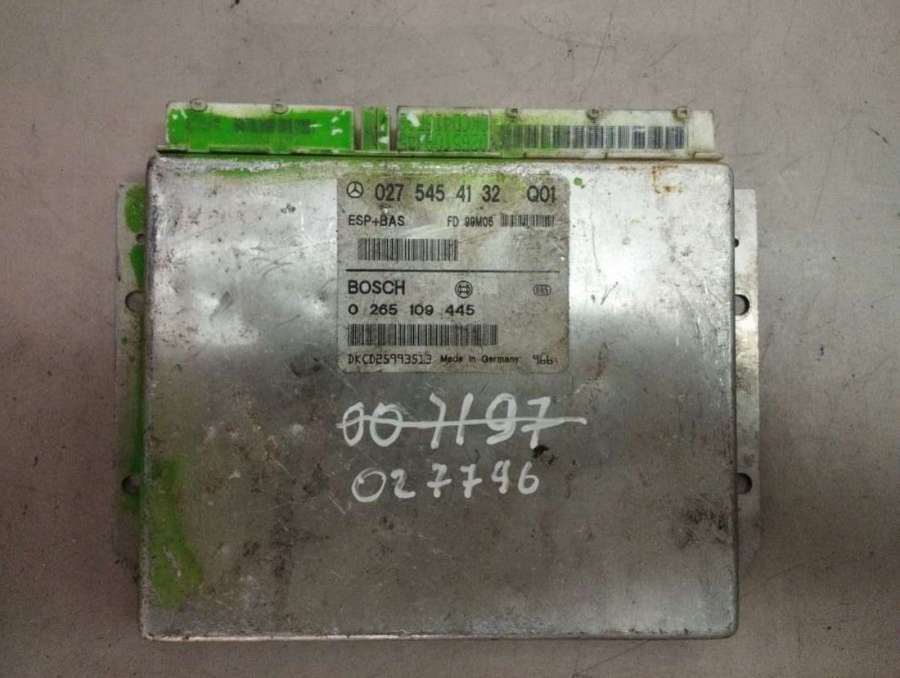 027 545 41 32 Q01
ESP+BAS FD 99M06
BOSCH
0 265 109 445
DKCD25993513 Made in Germany
007197
027796